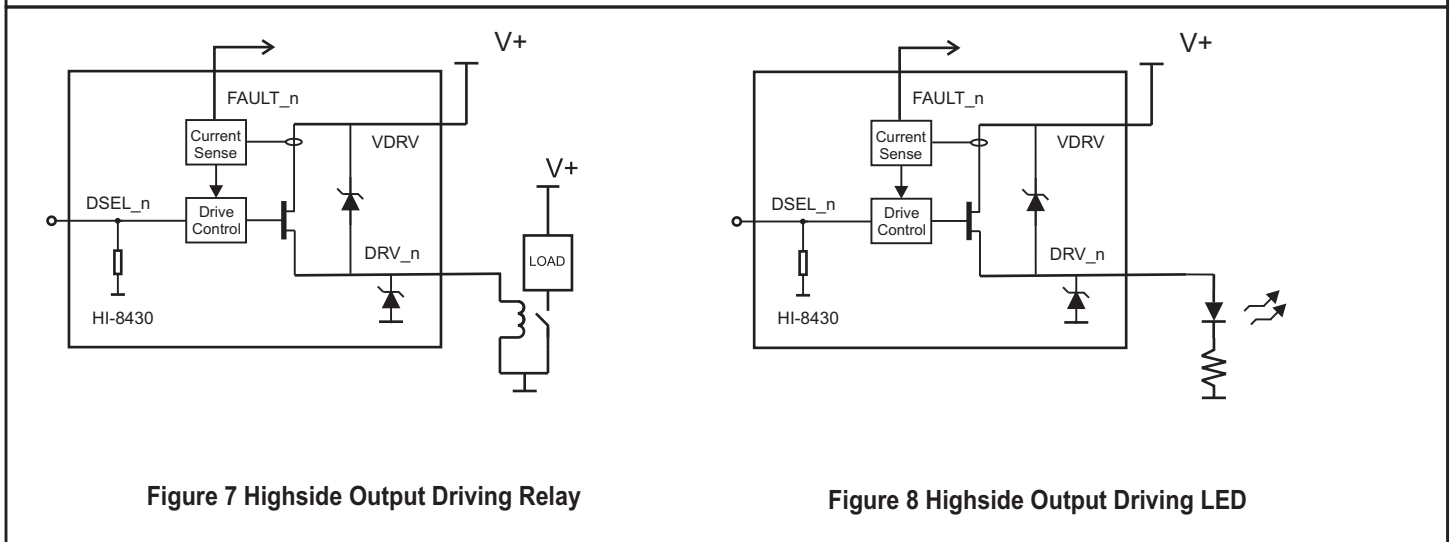 V+
FAULT_n
Current
Sense
VDRV
V+
DSEL_n
Drive
Control
DRV_n
LOAD
HI-8430
Figure 7 Highside Output Driving Relay
V+
FAULT_n
Current
Sense
VDRV
DSEL_n
Drive
Control
DRV_n
HI-8430
Figure 8 Highside Output Driving LED